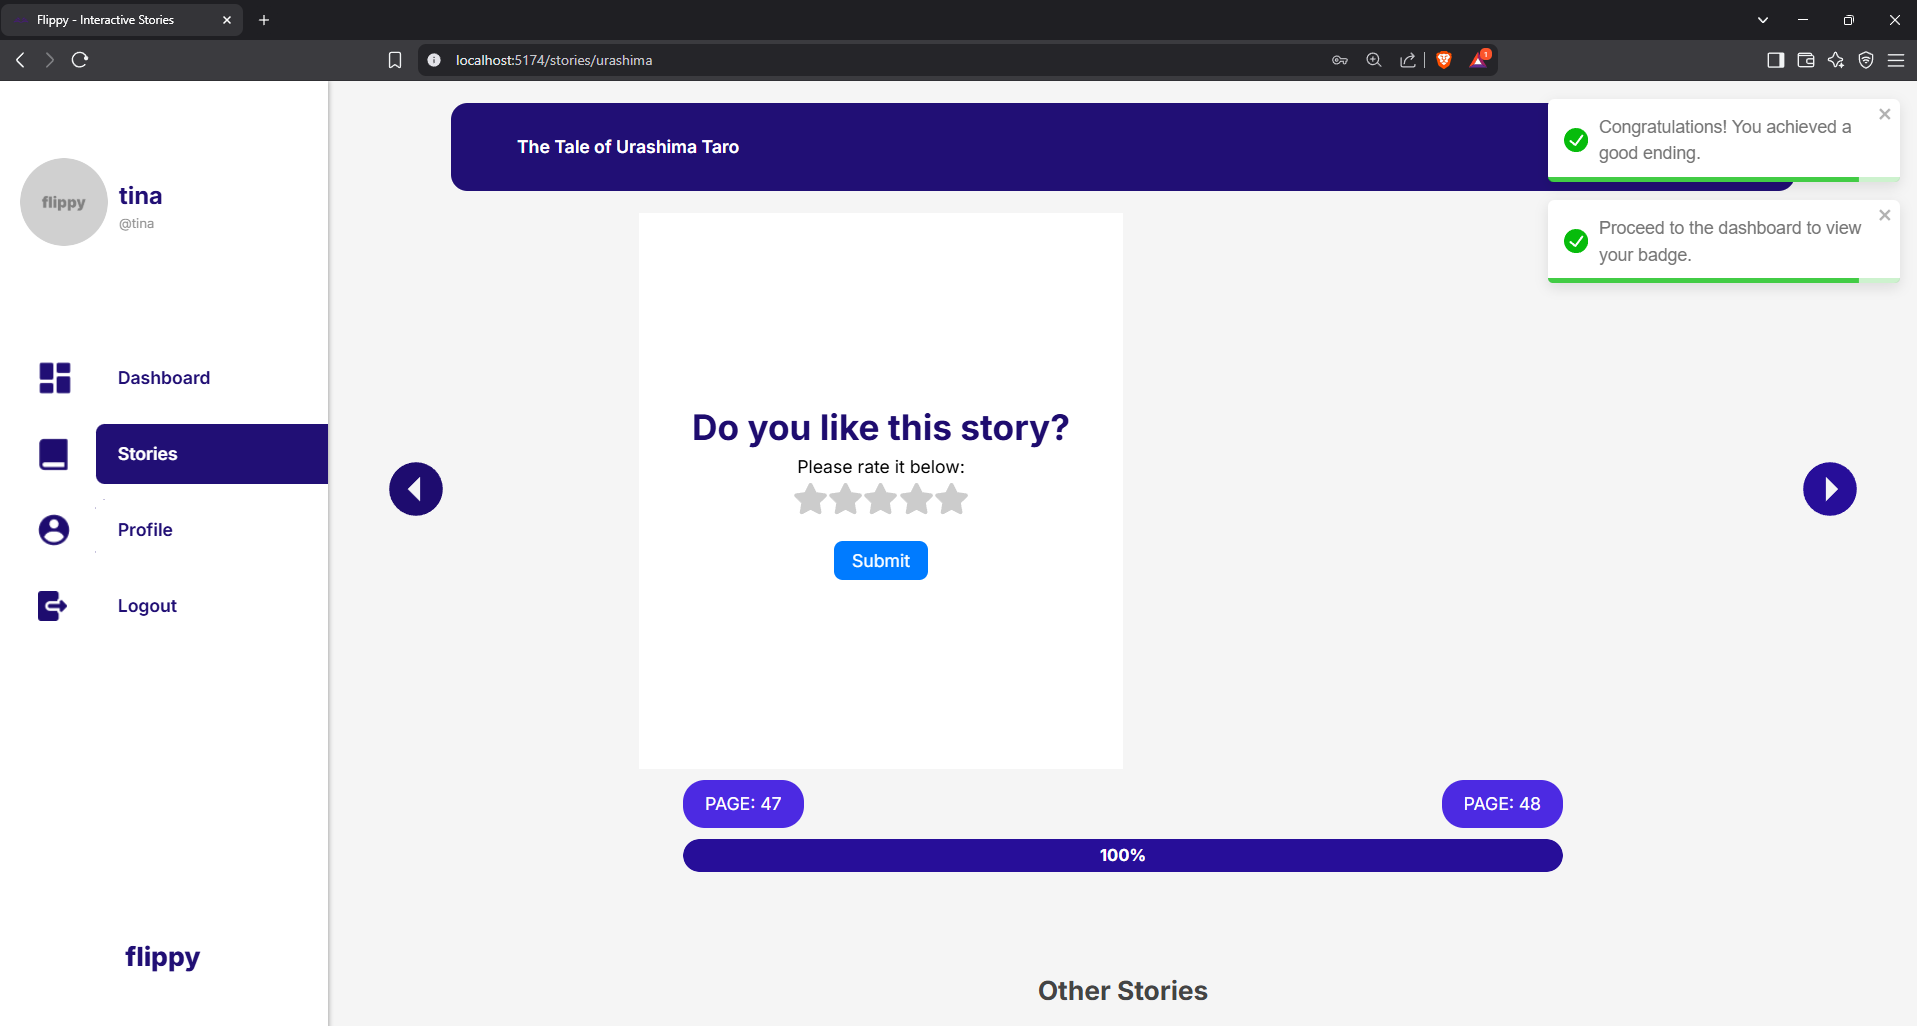 Flippy - Interactive Stories
localhost:5174/stories/urashima
1
flippy
tina
@tina
Dashboard
Stories
Profile
Logout
flippy
The Tale of Urashima Taro
Congratulations! You achieved a
good ending.
Proceed to the dashboard to view
your badge.
Do you like this story?
Please rate it below:
Submit
PAGE: 47
PAGE: 48
100%
Other Stories